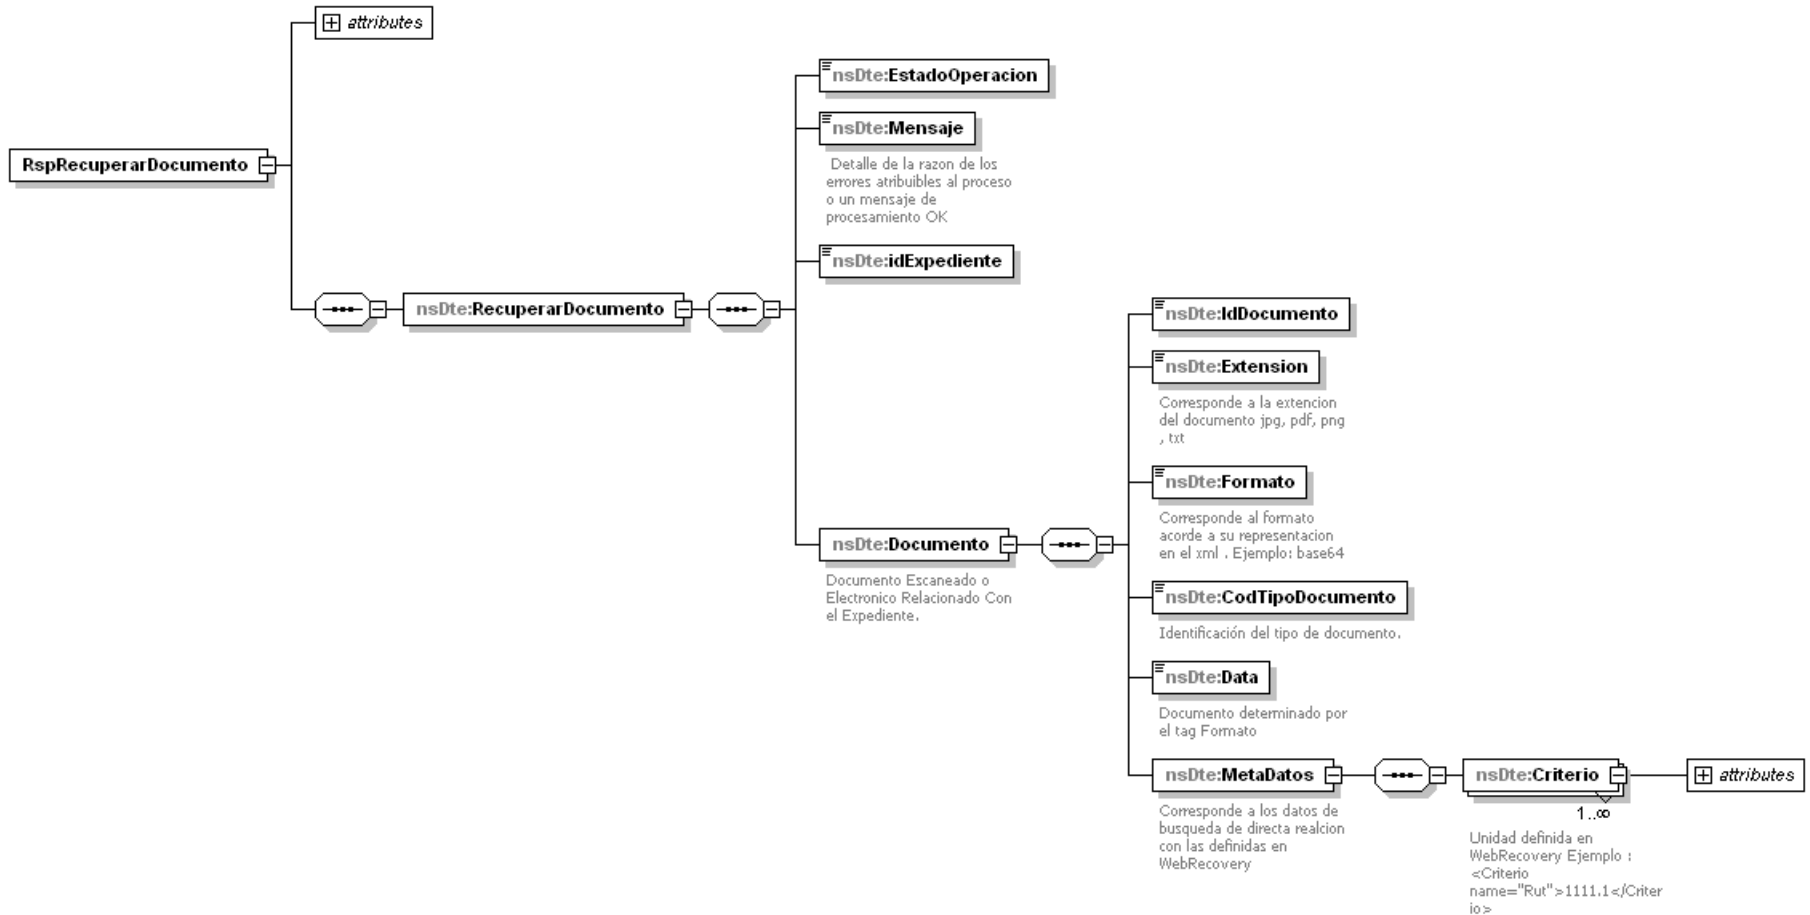 attributes
nsDte:EstadoOperacion
nsDte:Mensaje
Detalle de la razon de los
errores atribuibles al proceso
o un mensaje de
procesamiento OK
RspRecuperarDocumento
nsDte:idExpediente
nsDte:RecuperarDocumento
nsDte:IdDocumento
nsDte:Extension
Corresponde a la extencion
del documento jpg, pdf, png
, txt
nsDte:Formato
Corresponde al formato
acorde a su representacion
en el xml . Ejemplo: base64
nsDte:Documento
Documento Escaneado o
Electronico Relacionado Con
el Expediente.
nsDte:CodTipoDocumento
Identificación del tipo de documento.
nsDte:Data
Documento determinado por
el tag Formato
nsDte:MetaDatos
Corresponde a los datos de
busqueda de directa realcion
con las definidas en
WebRecovery
nsDte:Criterio
1..∞
Unidad definida en
WebRecovery Ejemplo :
<Criterio
name="Rut">1111.1</Criter
io>
attributes